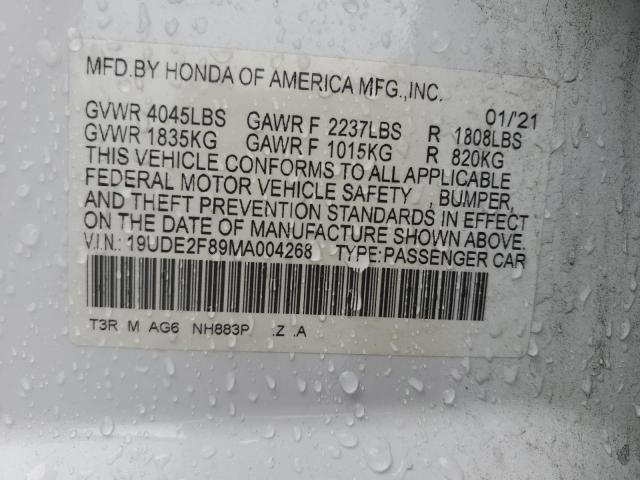 MFD.BY HONDA OF AMERICA MFG.,INC.
01/'21
GVWR 4045LBS GAWR F 2237LBS R 1808LBS
GVWR 1835KG GAWR F 1015KG R 820KG
THIS VEHICLE CONFORMS TO ALL APPLICABLE
FEDERAL MOTOR VEHICLE SAFETY , BUMPER,
AND THEFT PREVENTION STANDARDS IN EFFECT
ON THE DATE OF MANUFACTURE SHOWN ABOVE.
V.I.N.: 19UDE2F89MA004268 TYPE:PASSENGER CAR
T3R M AG6 NH883P .Z .A